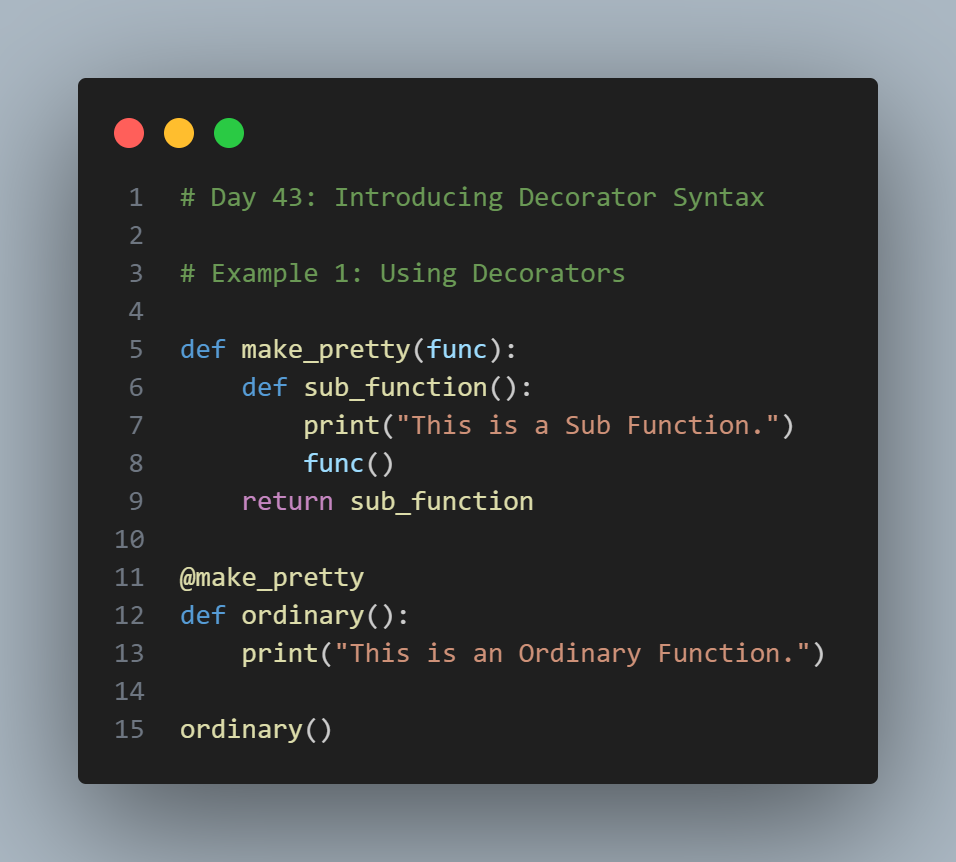 1 # Day 43: Introducing Decorator Syntax
2
3 # Example 1: Using Decorators
4
5 def make_pretty(func):
6     def sub_function():
7         print("This is a Sub Function.")
8         func()
9     return sub_function
10
11 @make_pretty
12 def ordinary():
13     print("This is an Ordinary Function.")
14
15 ordinary()